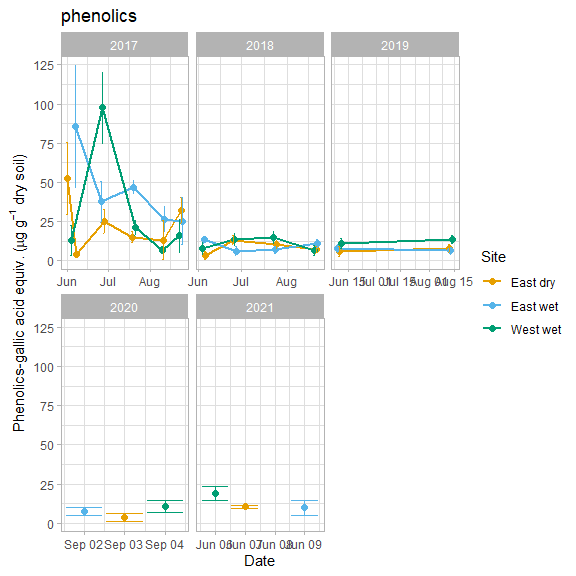 phenolics
2017 2018 2019
125
100
75
50
25
0
Jun Jul Aug Jun Jul Aug Jun 15 Jul 01 Jul 15 Aug 01 Aug 15
2020 2021
125
100
75
50
25
0
Sep 02 Sep 03 Sep 04 Jun 06 Jun 07 Jun 08 Jun 09
Date
Phenolics-gallic acid equiv. (µg g⁻¹ dry soil)
Site
East dry
East wet
West wet